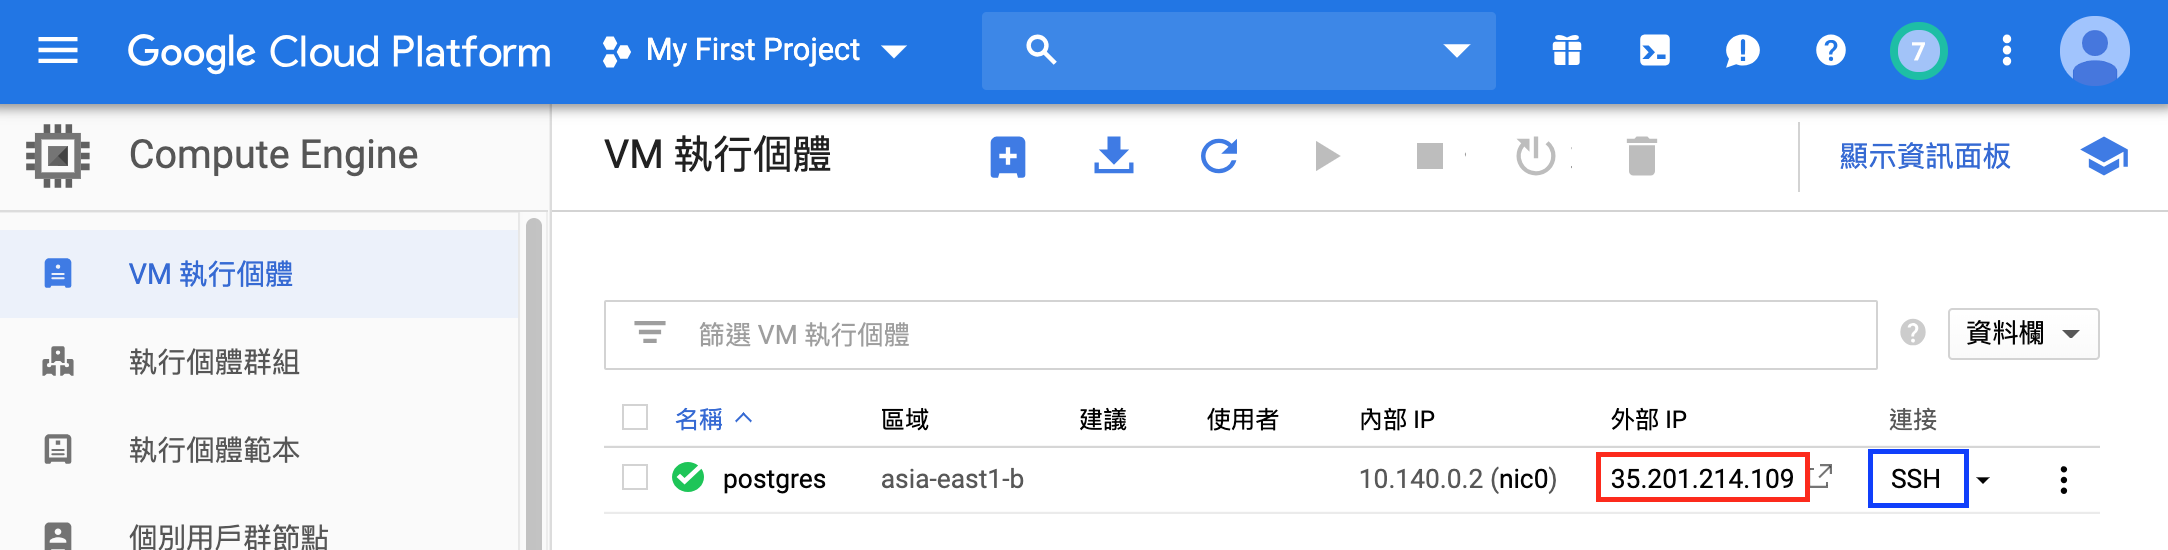 Google Cloud Platform My First Project 7
Compute Engine
VM 執行個體
執行個體群組
執行個體範本
個別用戶群節點
VM 執行個體 顯示資訊面板
篩選 VM 執行個體 資料欄
名稱 區域 建議 使用者 內部 IP 外部 IP 連接
postgres asia-east1-b 10.140.0.2 (nic0) 35.201.214.109 SSH